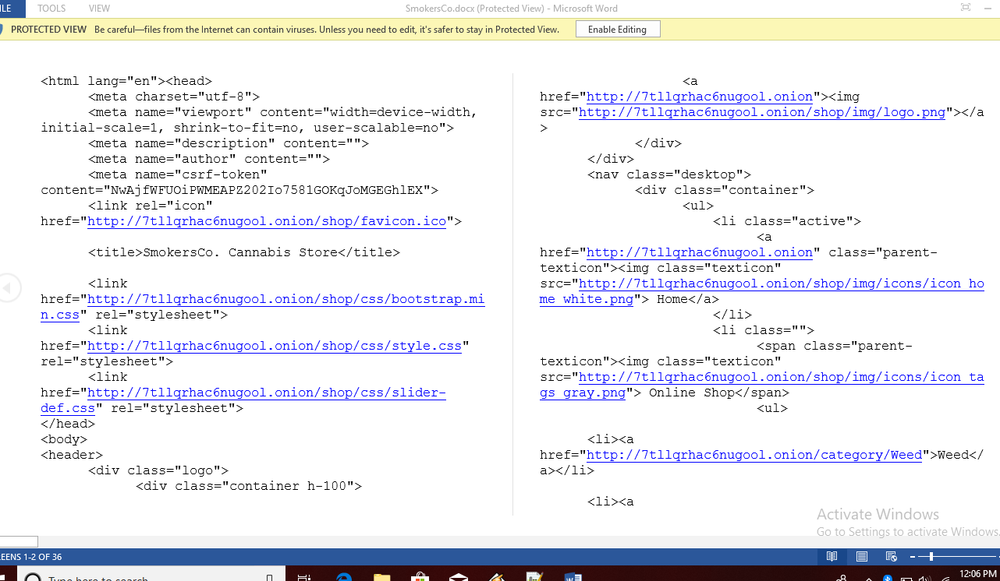 ILE TOOLS VIEW SmokersCo.docx (Protected View) - Microsoft Word
PROTECTED VIEW Be careful—files from the Internet can contain viruses. Unless you need to edit, it's safer to stay in Protected View. Enable Editing
<html lang="en"><head>
<meta charset="utf-8">
<meta name="viewport" content="width=device-width,
initial-scale=1, shrink-to-fit=no, user-scalable=no">
<meta name="description" content="">
<meta name="author" content="">
<meta name="csrf-token"
content="NwAjfWFUOiPWMEAPZ202Io7581GOKqJoMGEGhlEX">
<link rel="icon"
href="http://7tllqrhac6nugool.onion/shop/favicon.ico">
<title>SmokersCo. Cannabis Store</title>
<link
href="http://7tllqrhac6nugool.onion/shop/css/bootstrap.mi
n.css" rel="stylesheet">
<link
href="http://7tllqrhac6nugool.onion/shop/css/style.css"
rel="stylesheet">
<link
href="http://7tllqrhac6nugool.onion/shop/css/slider-
def.css" rel="stylesheet">
</head>
<body>
<header>
<div class="logo">
<div class="container h-100">
<a
href="http://7tllqrhac6nugool.onion"><img
src="http://7tllqrhac6nugool.onion/shop/img/logo.png"></a
>
</div>
</div>
<nav class="desktop">
<div class="container">
<ul>
<li class="active">
<a
href="http://7tllqrhac6nugool.onion" class="parent-
texticon"><img class="texticon"
src="http://7tllqrhac6nugool.onion/shop/img/icons/icon_ho
me_white.png"> Home</a>
</li>
<li class="">
<span class="parent-
texticon"><img class="texticon"
src="http://7tllqrhac6nugool.onion/shop/img/icons/icon_ta
gs_gray.png"> Online Shop</span>
<ul>
<li><a
href="http://7tllqrhac6nugool.onion/category/Weed">Weed</
a></li>
<li><a
Activate Windows
Go to Settings to activate Windows.
EENS 1-2 OF 36
Type here to search
12:06 PM